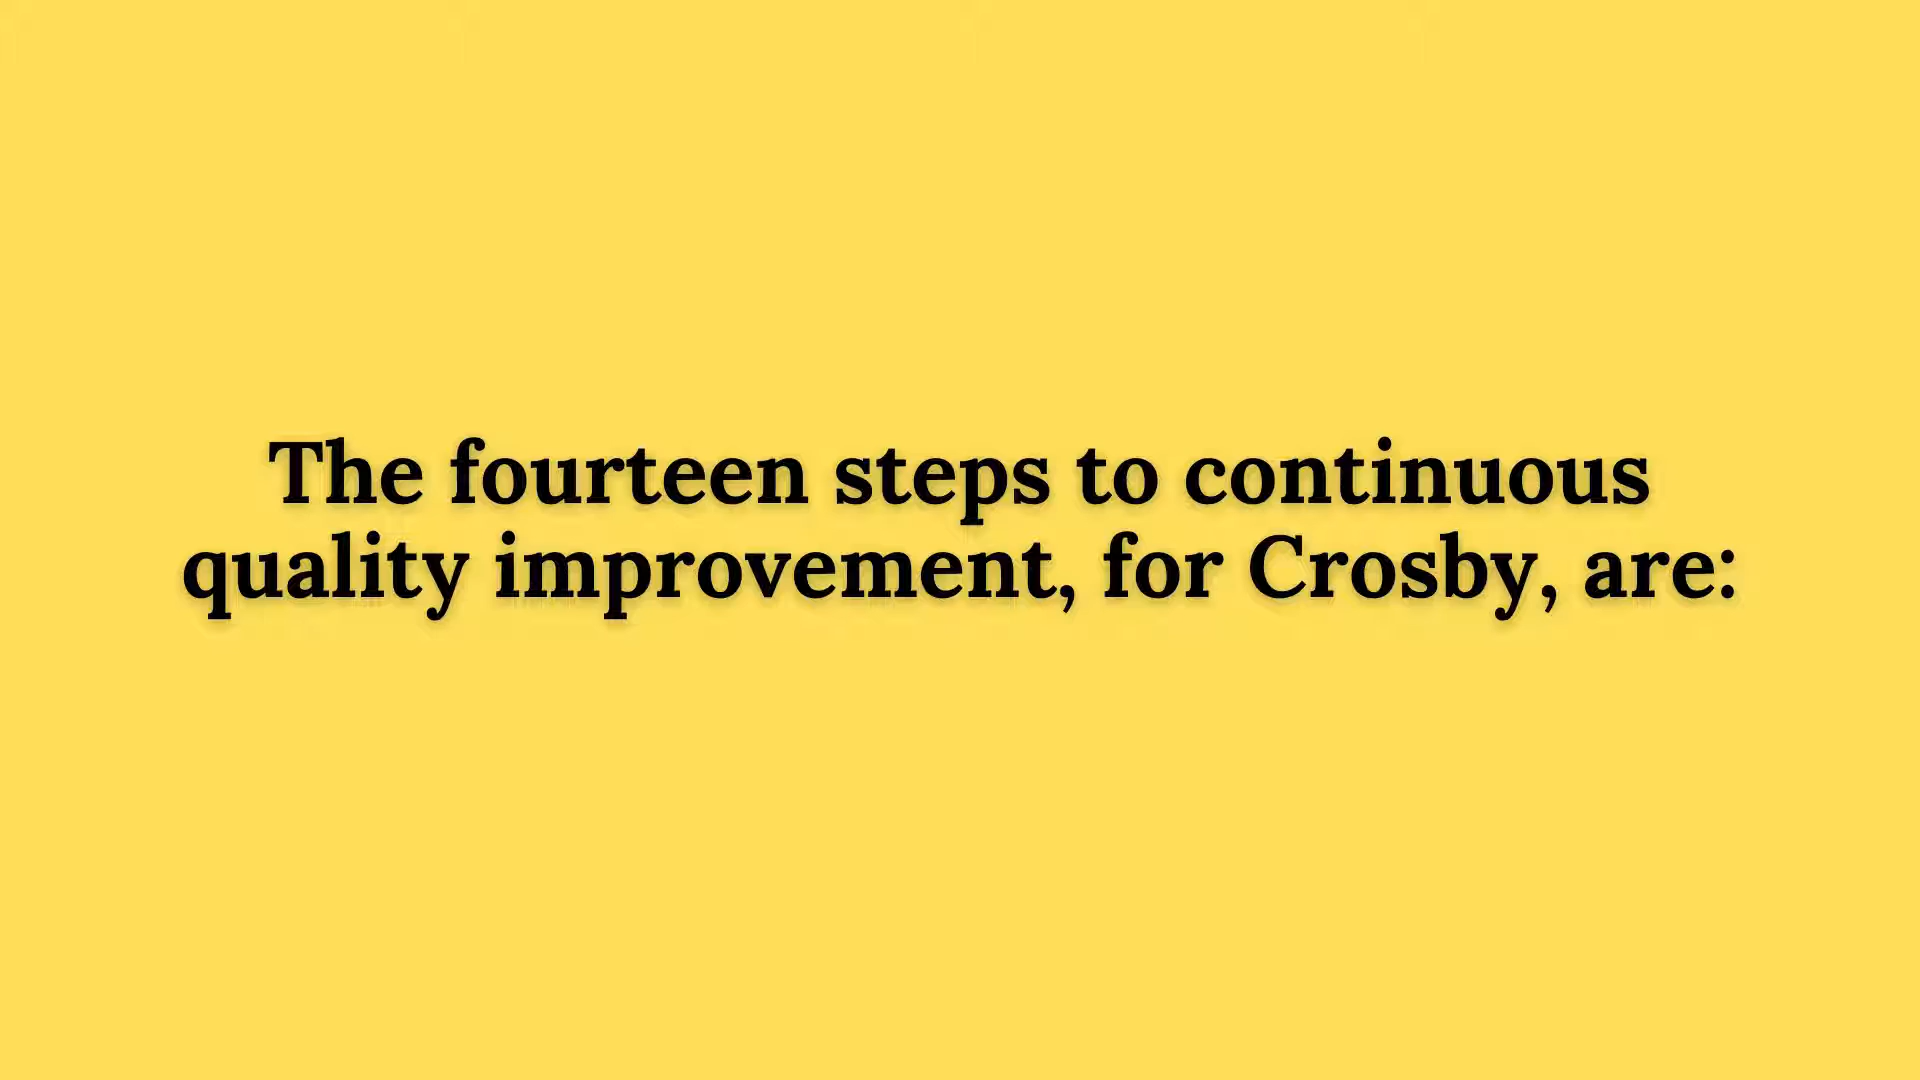 The fourteen steps to continuous
quality improvement, for Crosby, are: